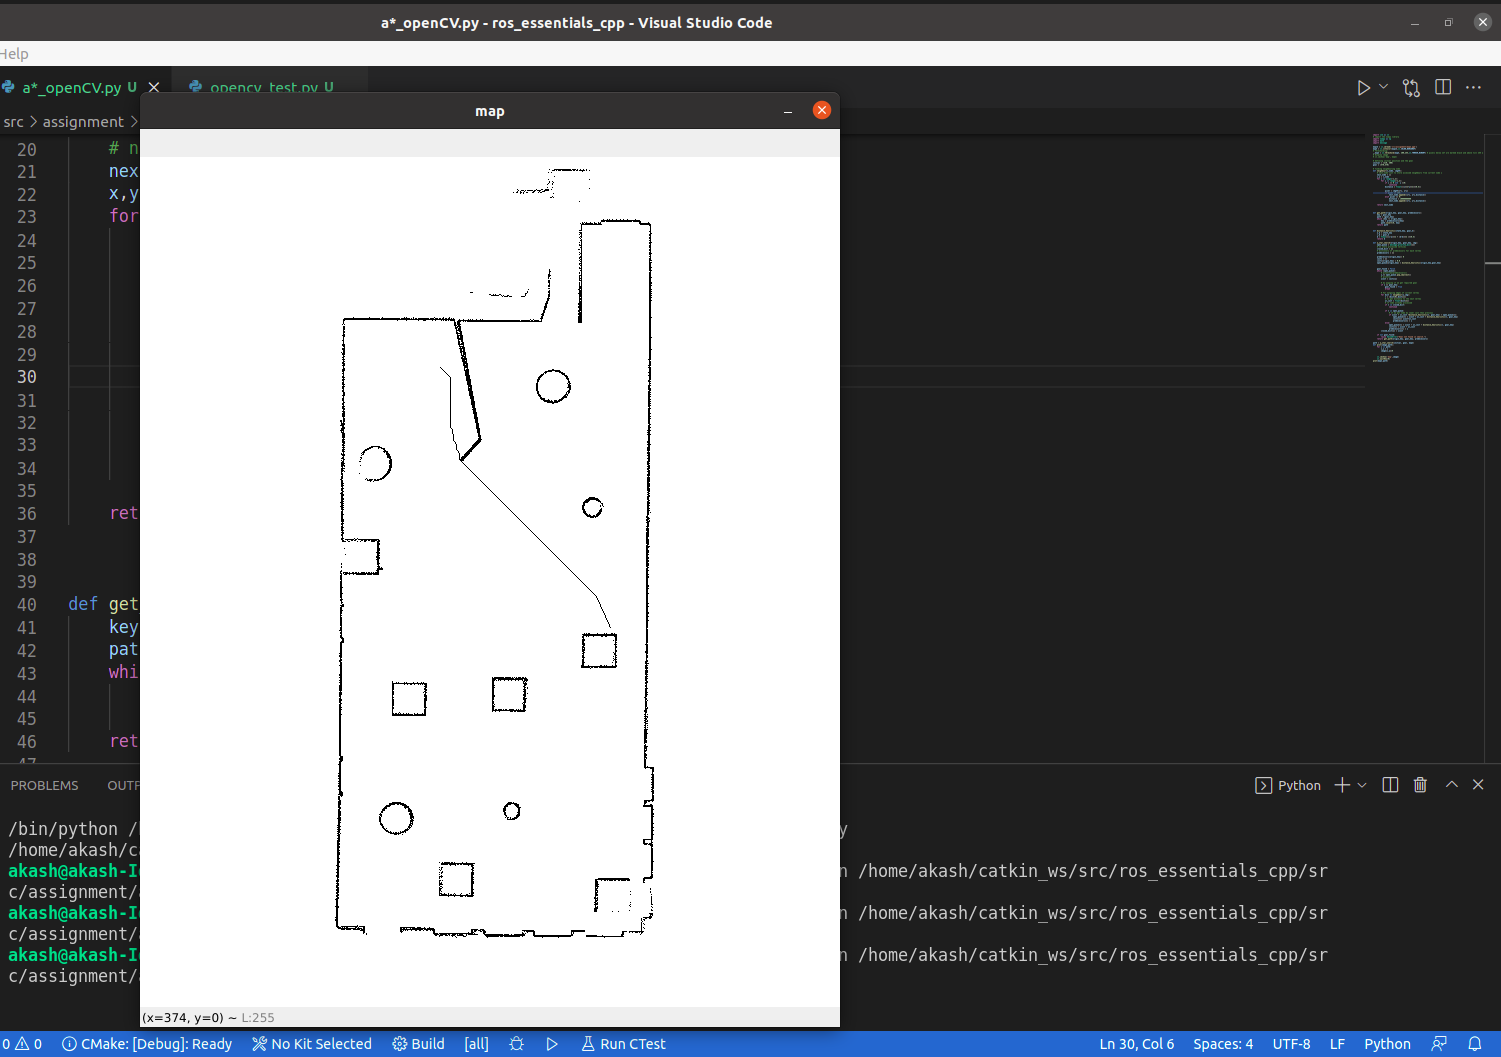 a*_openCV.py - ros_essentials_cpp - Visual Studio Code
Help
a*_openCV.py U
opencv_test.py U
map
src > assignment >
20 # n
21 nex
22 x,y
23 for
24
25
26
27
28
29
30
31
32
33
34
35
36 ret
37
38
39
40 def get
41 key
42 pat
43 whi
44
45
46 ret
47
PROBLEMS OUTP
Python
/bin/python /h y
/home/akash/ca
akash@akash-I n /home/akash/catkin_ws/src/ros_essentials_cpp/sr
c/assignment/
akash@akash-I n /home/akash/catkin_ws/src/ros_essentials_cpp/sr
c/assignment/
akash@akash-I n /home/akash/catkin_ws/src/ros_essentials_cpp/sr
c/assignment/
(x=374, y=0) ~ L:255
0 0 CMake: [Debug]: Ready No Kit Selected Build [all] Run CTest Ln 30, Col 6 Spaces: 4 UTF-8 LF Python